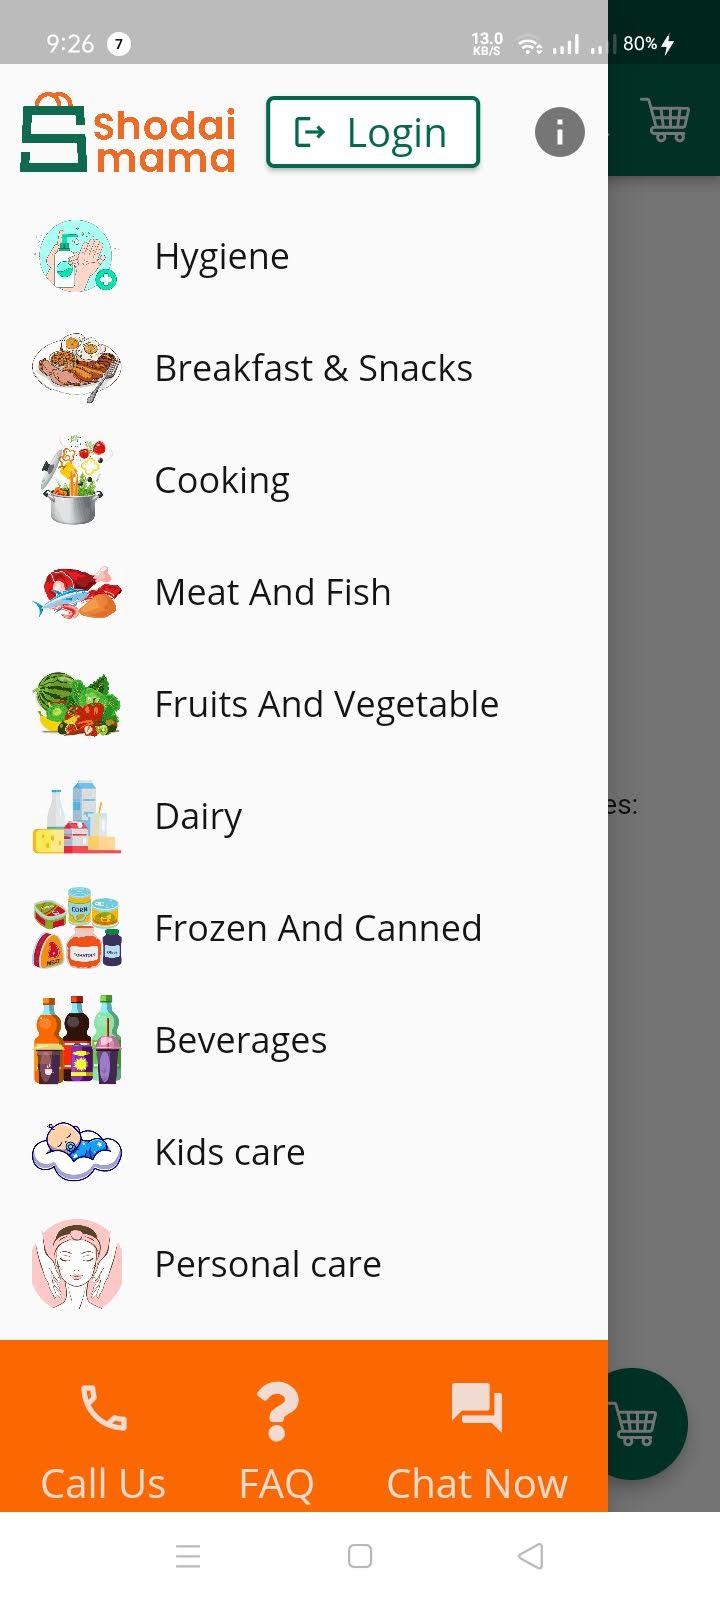 9:26 7 13.0 KB/S 80%
Shodai mama
Login
Hygiene
Breakfast & Snacks
Cooking
Meat And Fish
Fruits And Vegetable
Dairy
es:
CORN
Frozen And Canned
Beverages
Kids care
Personal care
Call Us FAQ Chat Now